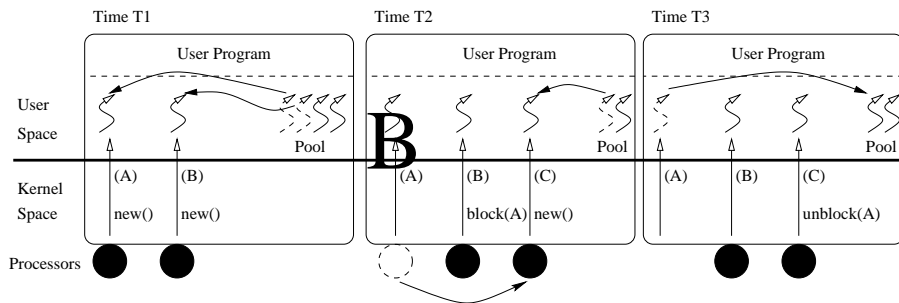 Time T1
Time T2
Time T3
User Program
User Program
User Program
User
Space
Pool
Pool
Pool
B
(A)
(B)
(A)
(B)
(C)
(A)
(B)
(C)
Kernel
Space
new()
new()
block(A)
new()
unblock(A)
Processors